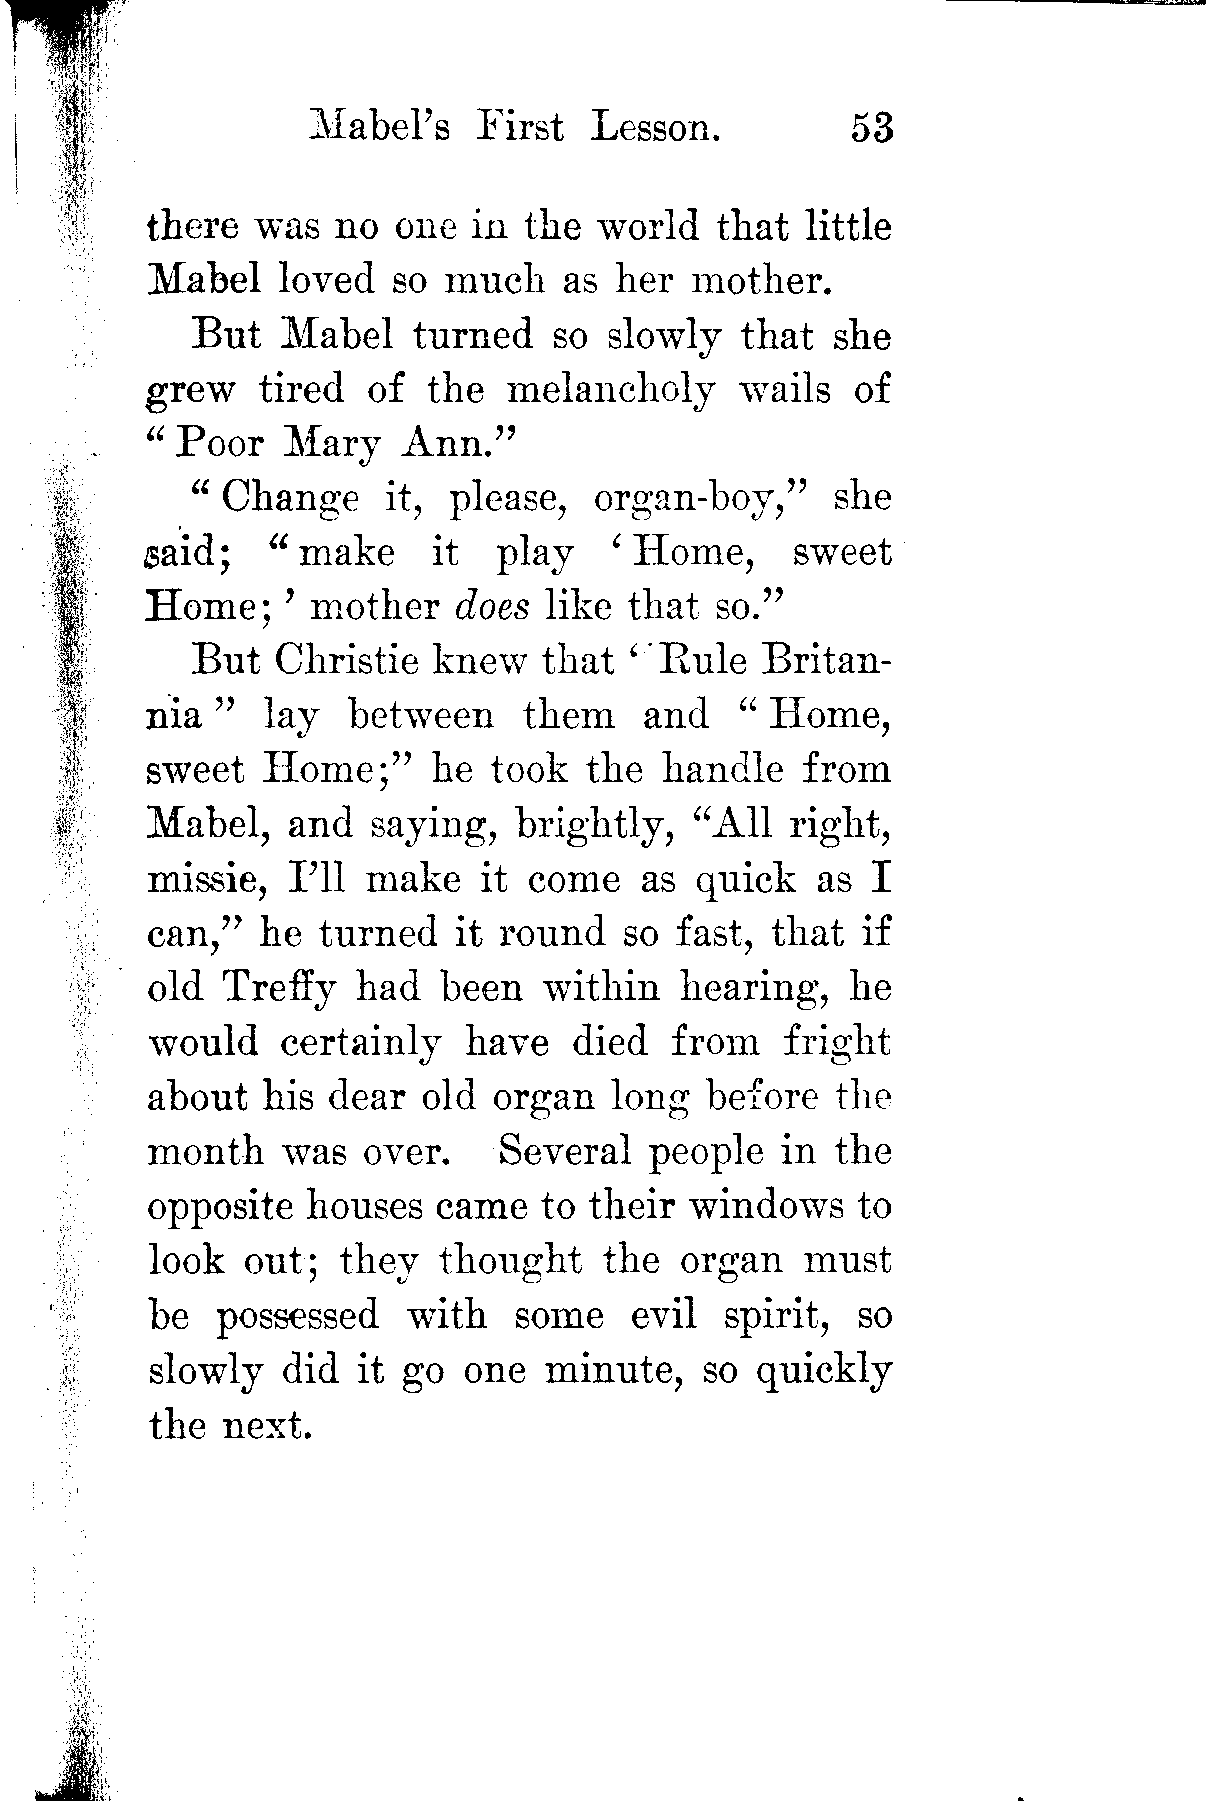 Mabel's First Lesson. 53
there was no one in the world that little
Mabel loved so much as her mother.
But Mabel turned so slowly that she
grew tired of the melancholy wails of
“ Poor Mary Ann.”
“ Change it, please, organ-boy,” she
said; “ make it play ‘ Home, sweet
Home; ’ mother does like that so.”
But Christie knew that “ Rule Britan-
nia ” lay between them and “ Home,
sweet Home;” he took the handle from
Mabel, and saying, brightly, “All right,
missie, I’ll make it come as quick as I
can,” he turned it round so fast, that if
old Treffy had been within hearing, he
would certainly have died from fright
about his dear old organ long before the
month was over. Several people in the
opposite houses came to their windows to
look out; they thought the organ must
be possessed with some evil spirit, so
slowly did it go one minute, so quickly
the next.